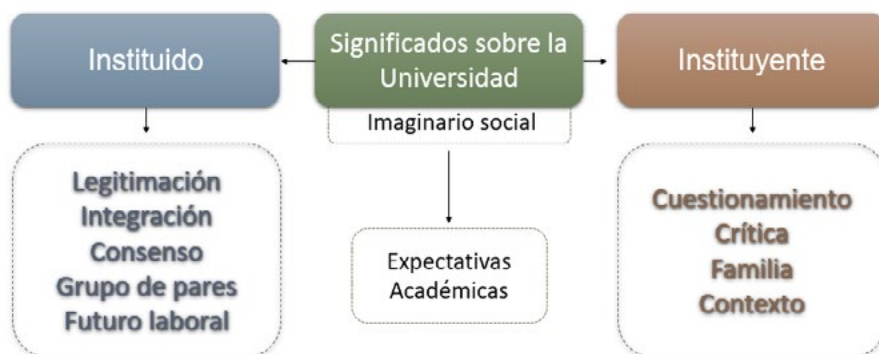 Instituido
Significados sobre la
Universidad
Instituyente
Imaginario social
Legitimación
Integración
Consenso
Grupo de pares
Futuro laboral
Expectativas
Académicas
Cuestionamiento
Crítica
Familia
Contexto